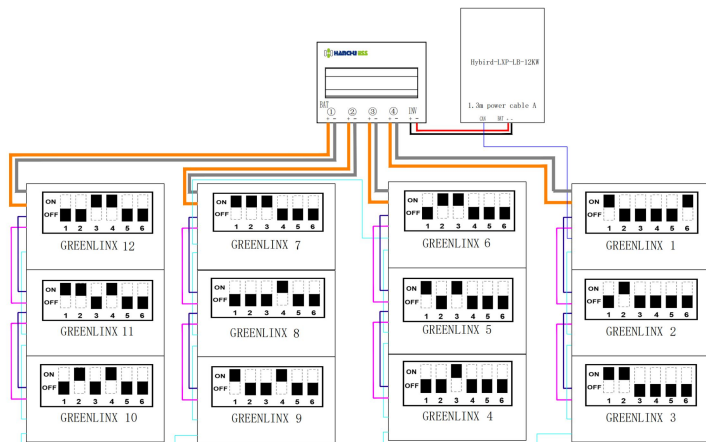 HANCHU ESS
Hybird-LXP-LB-12KW
BAT ① ② ③ ④ INV
+ - + - + - + - + -
1.3m power cable A
CAN BAT + -
ON
OFF
1 2 3 4 5 6
GREENLINX 12
ON
OFF
1 2 3 4 5 6
GREENLINX 7
ON
OFF
1 2 3 4 5 6
GREENLINX 6
ON
OFF
1 2 3 4 5 6
GREENLINX 1
ON
OFF
1 2 3 4 5 6
GREENLINX 11
ON
OFF
1 2 3 4 5 6
GREENLINX 8
ON
OFF
1 2 3 4 5 6
GREENLINX 5
ON
OFF
1 2 3 4 5 6
GREENLINX 2
ON
OFF
1 2 3 4 5 6
GREENLINX 10
ON
OFF
1 2 3 4 5 6
GREENLINX 9
ON
OFF
1 2 3 4 5 6
GREENLINX 4
ON
OFF
1 2 3 4 5 6
GREENLINX 3